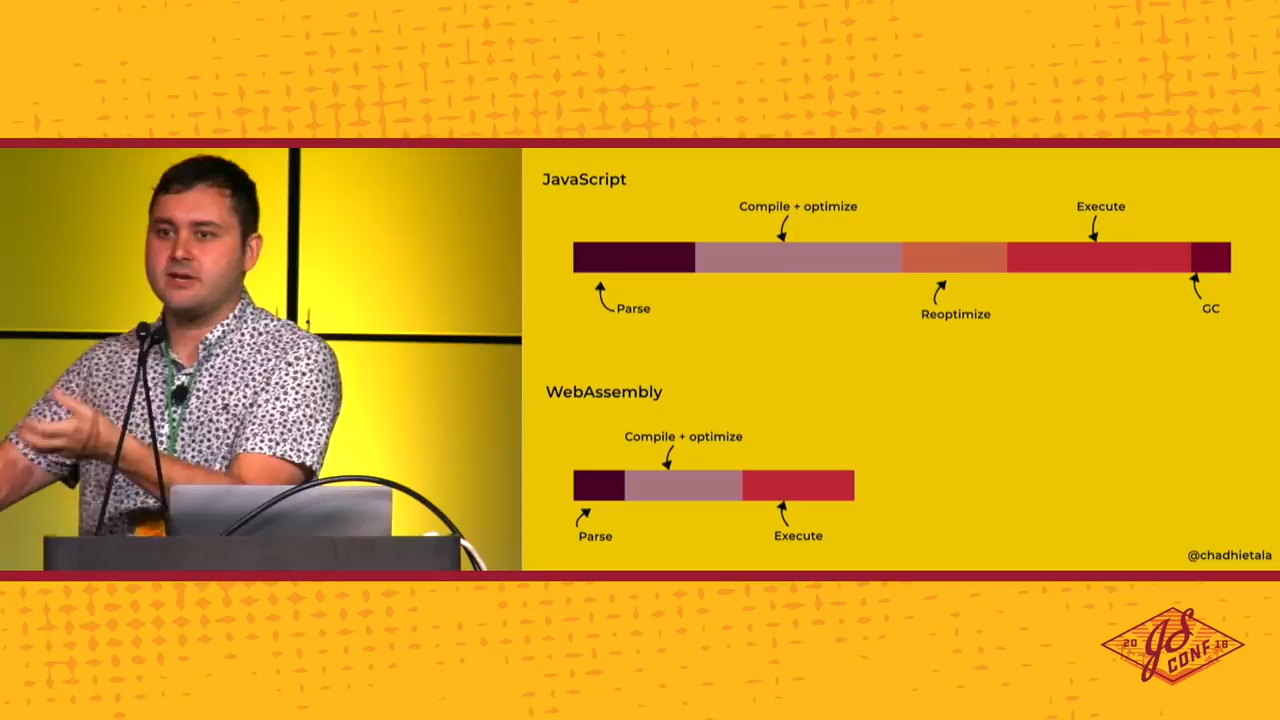 JavaScript
Compile + optimize
Execute
Parse
Reoptimize
GC
WebAssembly
Compile + optimize
Parse
Execute
@chadhietala
20 JS 18
CONF